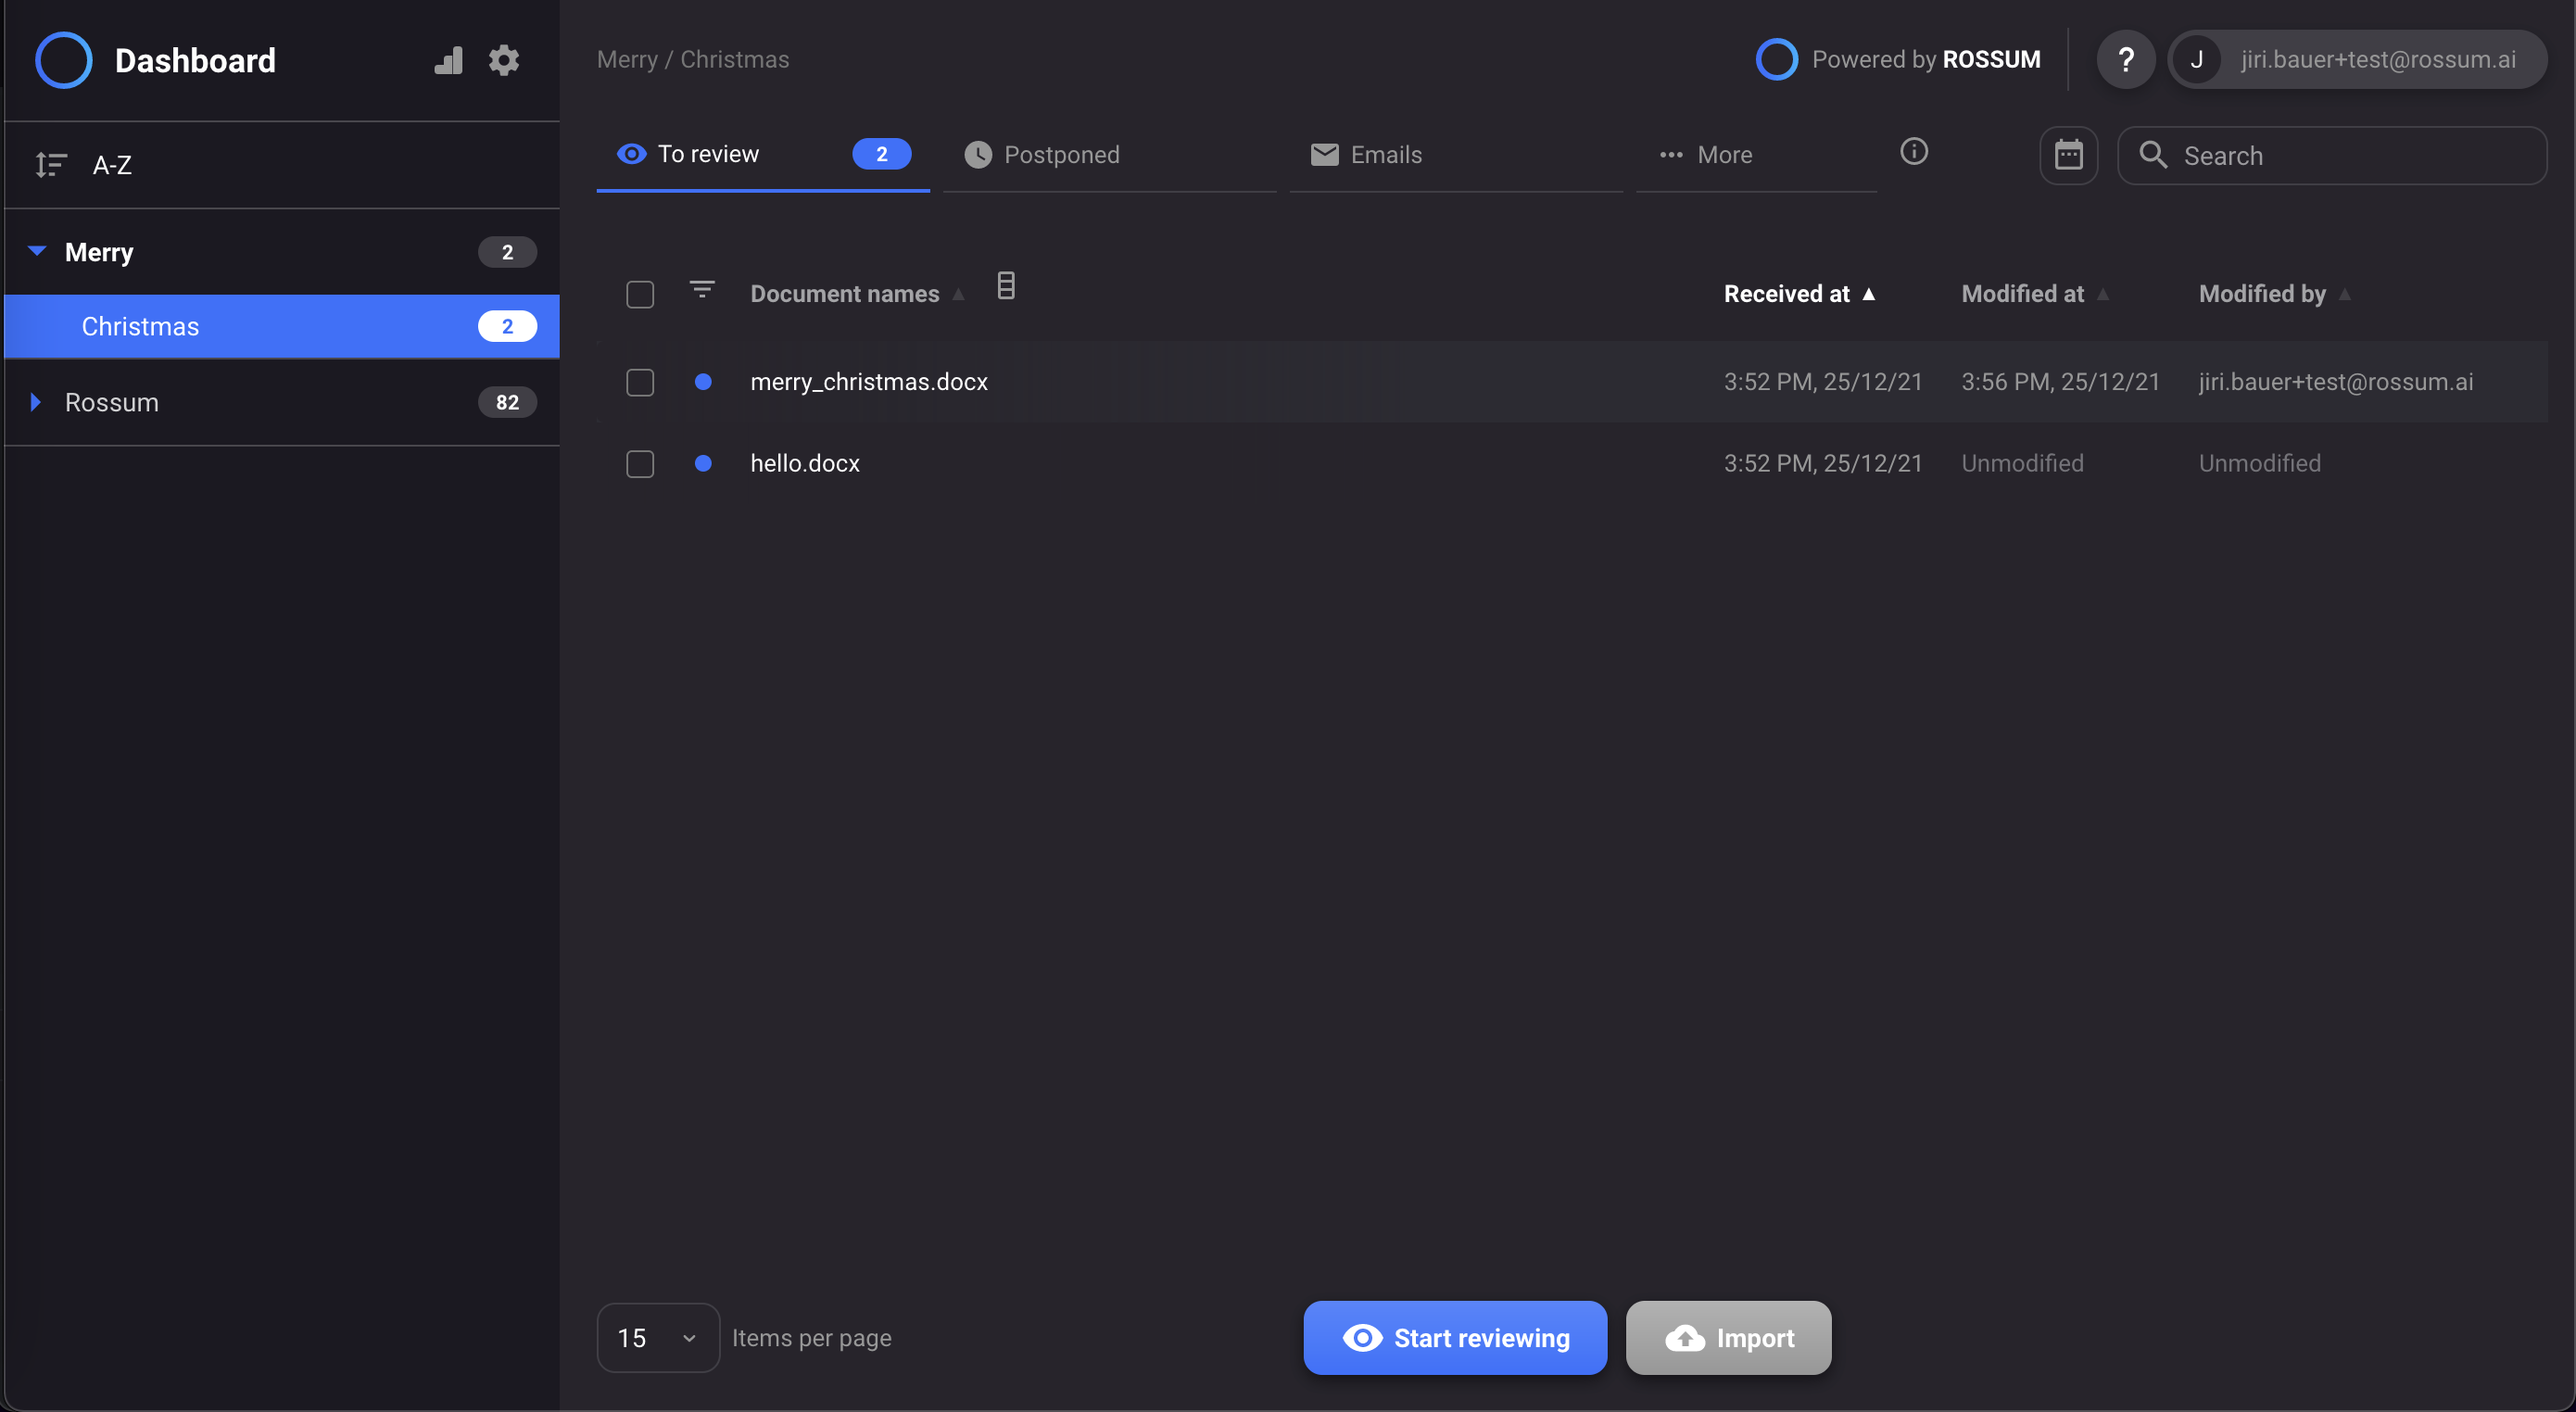 Dashboard
A-Z
Merry 2
Christmas 2
Rossum 82
Merry / Christmas
Powered by ROSSUM
?
J jiri.bauer+test@rossum.ai
To review 2
Postponed
Emails
More
Search
Document names Received at Modified at Modified by
merry_christmas.docx 3:52 PM, 25/12/21 3:56 PM, 25/12/21 jiri.bauer+test@rossum.ai
hello.docx 3:52 PM, 25/12/21 Unmodified Unmodified
15 Items per page
Start reviewing
Import